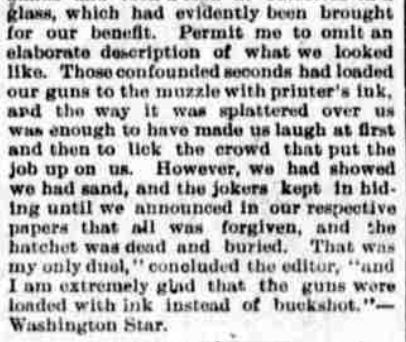 glass, which had evidently been brought
for our benefit. Permit me to omit an
elaborate description of what we looked
like. Those confounded seconds had loaded
our guns to the muzzle with printer's ink,
and the way it was splattered over us
was enough to have made us laugh at first
and then to lick the crowd that put the
job up on us. However, we had showed
we had sand, and the jokers kept in hid-
ing until we announced in our respective
papers that all was forgiven, and the
hatchet was dead and buried. That was
my only duel," concluded the editor, "and
I am extremely glad that the guns were
loaded with ink instead of buckshot."—
Washington Star.